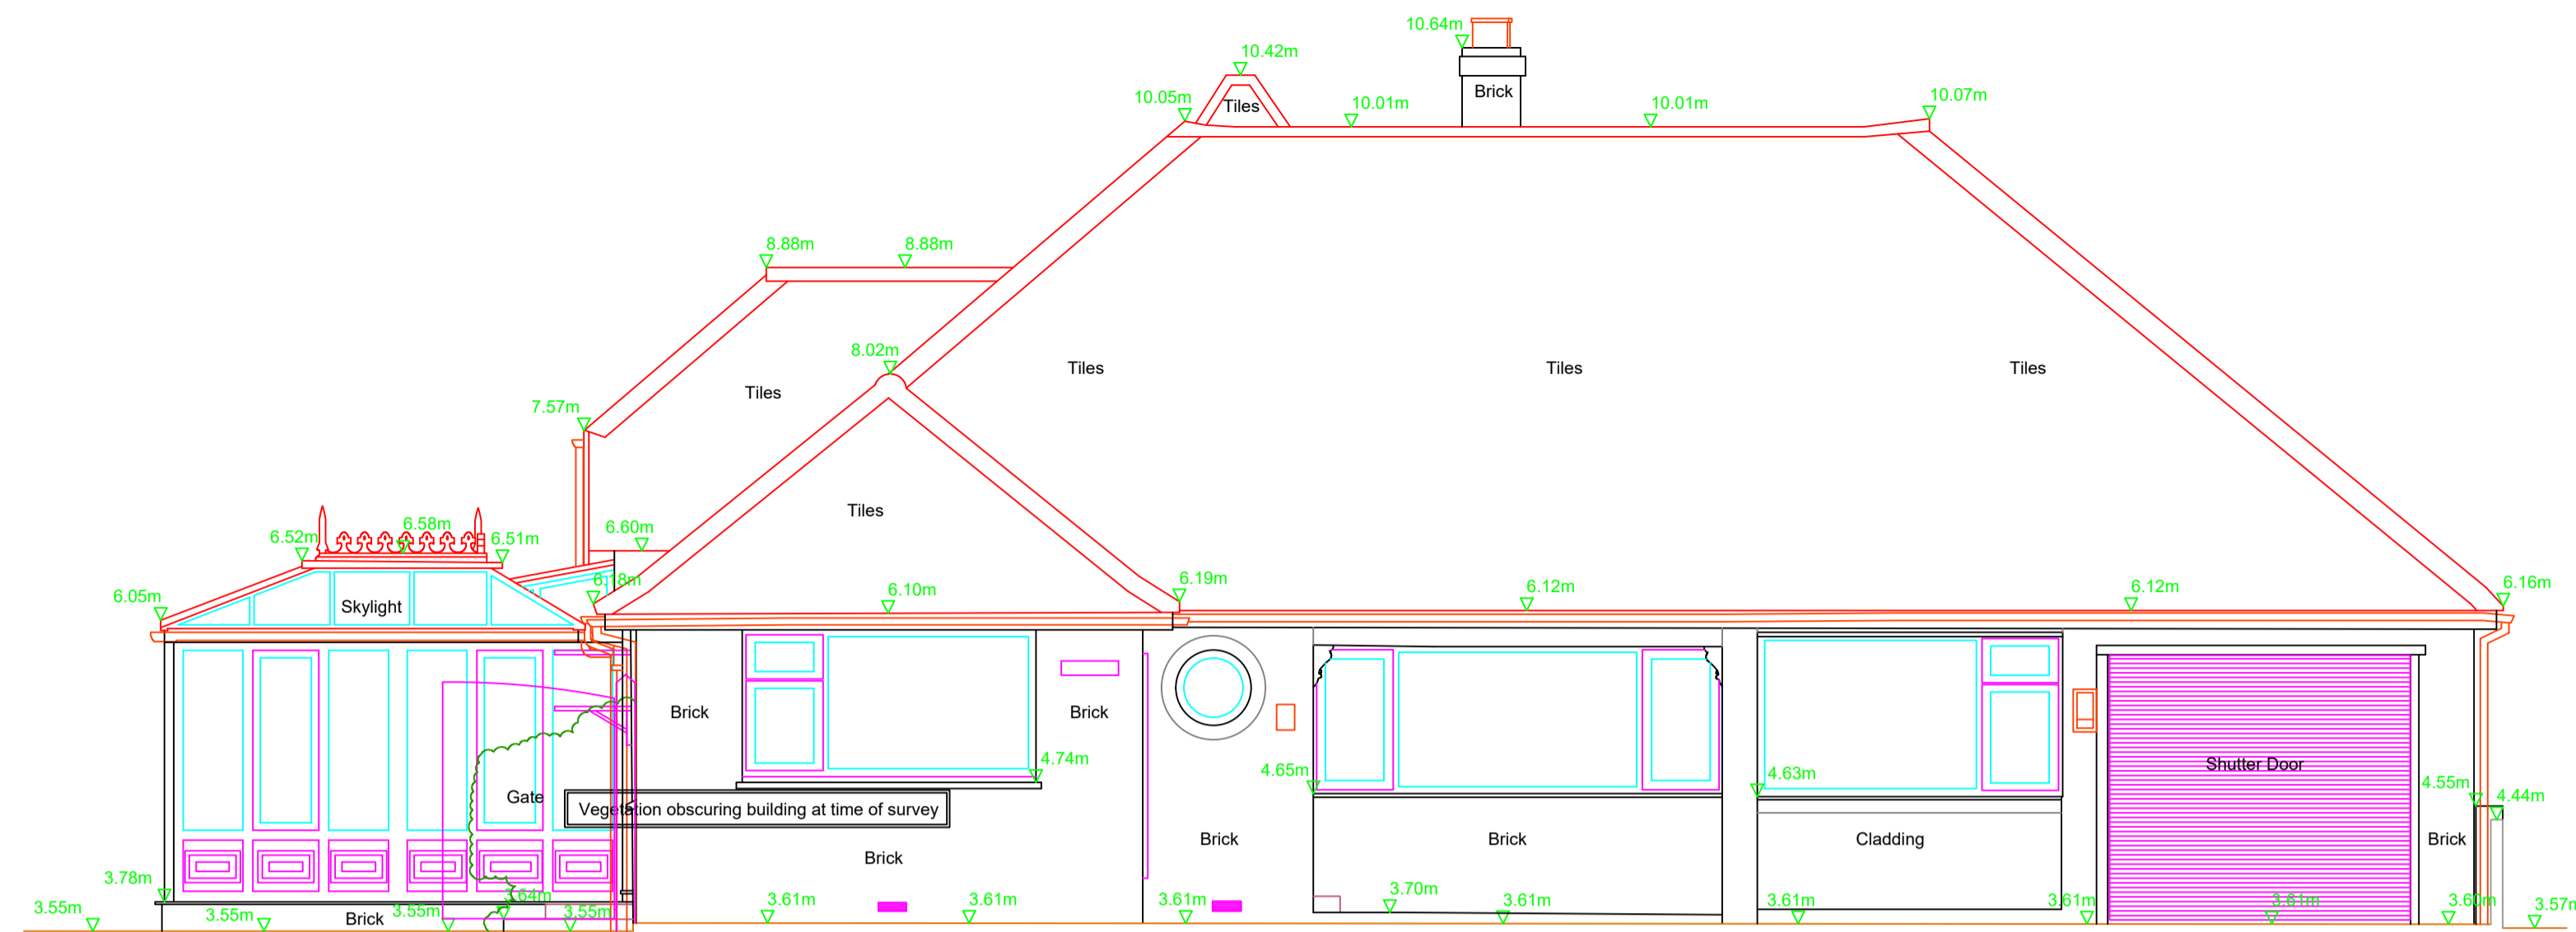 10.64m
10.42m
Brick
10.05m
Tiles
10.01m
10.01m
10.07m
8.88m
8.88m
8.02m
Tiles
Tiles
Tiles
Tiles
7.57m
Tiles
6.52m
6.58m
6.51m
6.60m
6.05m
Skylight
6.18m
6.10m
6.19m
6.12m
6.12m
6.16m
Brick
Brick
4.74m
4.65m
4.63m
Shutter Door
4.55m
4.44m
Gate
Vegetation obscuring building at time of survey
Brick
Brick
Brick
Cladding
Brick
3.78m
3.55m
3.55m
Brick
3.55m
3.64m
3.55m
3.61m
3.61m
3.61m
3.70m
3.61m
3.61m
3.61m
3.61m
3.60m
3.57m